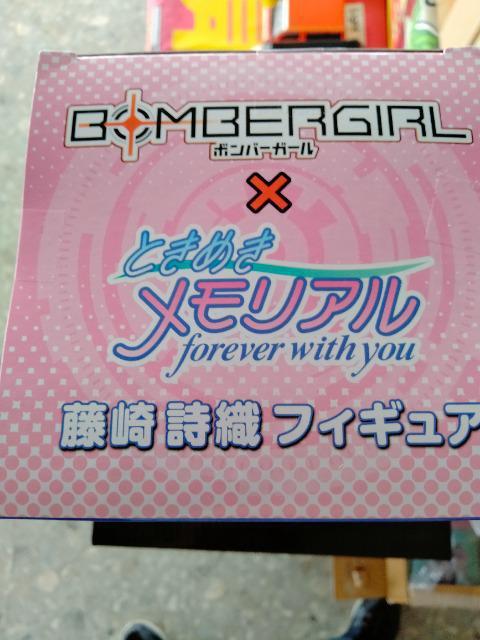 BOMBERGIRL
ボンバーガール
×
ときめき
メモリアル
forever with you
藤崎 詩織 フィギュア